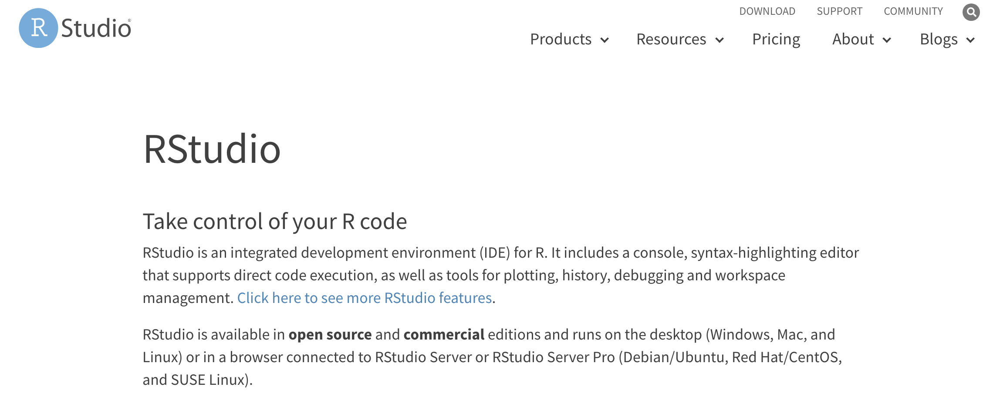 R Studio®
DOWNLOAD SUPPORT COMMUNITY
Products Resources Pricing About Blogs
RStudio
Take control of your R code
RStudio is an integrated development environment (IDE) for R. It includes a console, syntax-highlighting editor
that supports direct code execution, as well as tools for plotting, history, debugging and workspace
management. Click here to see more RStudio features.
RStudio is available in open source and commercial editions and runs on the desktop (Windows, Mac, and
Linux) or in a browser connected to RStudio Server or RStudio Server Pro (Debian/Ubuntu, Red Hat/CentOS,
and SUSE Linux).